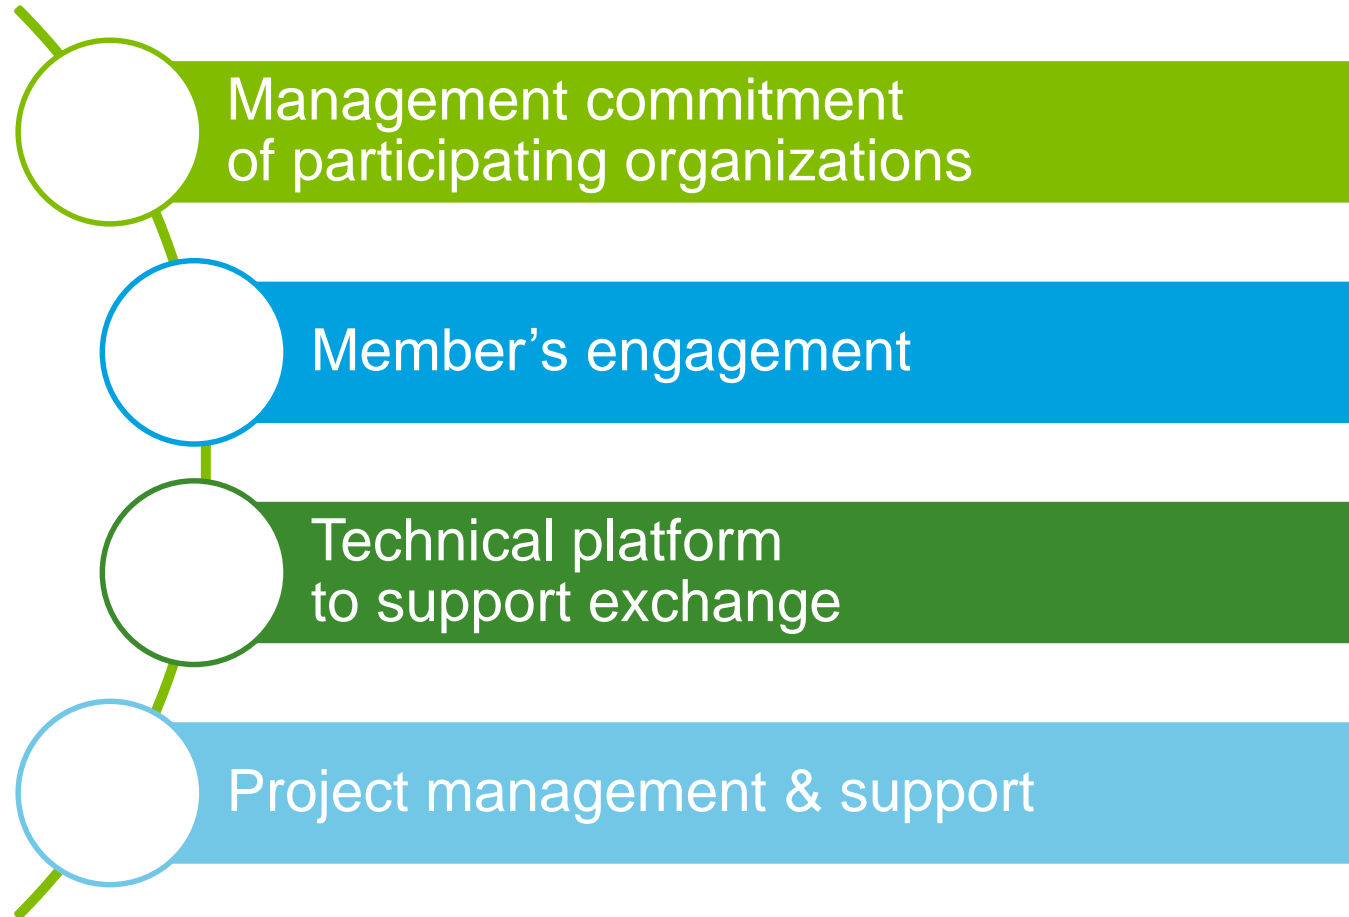 Management commitment
of participating organizations
Member’s engagement
Technical platform
to support exchange
Project management & support